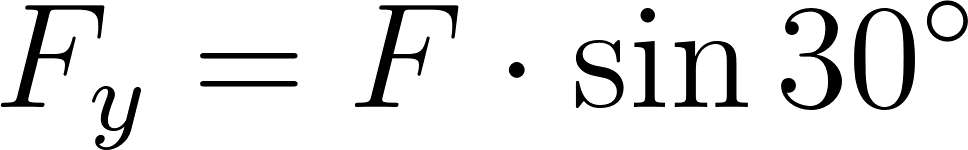 F_y = F · sin 30°